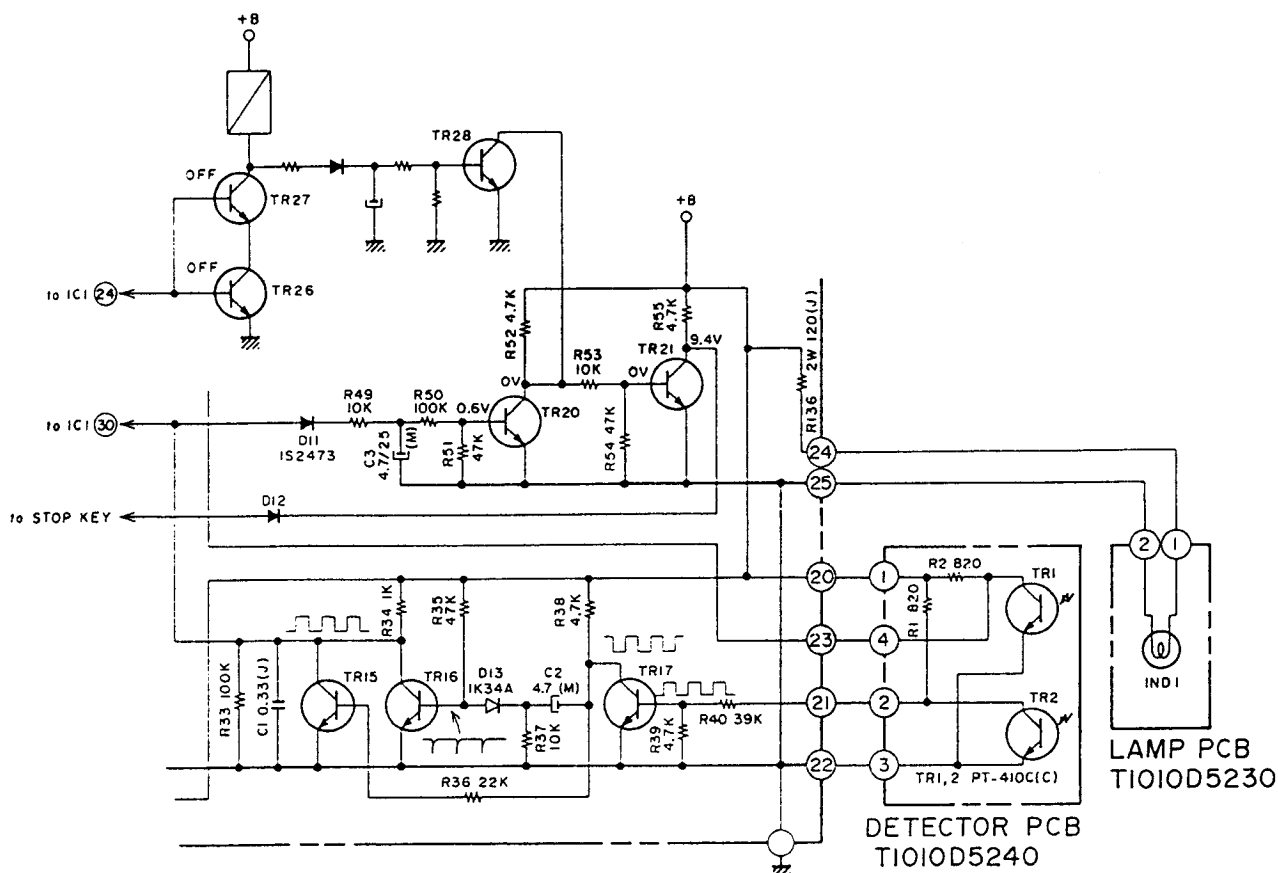 +B
TR28
OFF
TR27
+B
OFF
to IC1 24
TR26
R52 4.7K
R55
4.7K
R136 2W 120(J)
9.4V
R53
10K
TR21
0V
0V
R49
10K
R50
100K
0.6V
TR20
to IC1 30
D11
1S2473
C3
4.7/25
(M)
R51
47K
R54 47K
24
25
D12
to STOP KEY
2
1
20
1
R2 820
TR1
R34 1K
R35
47K
R38
4.7K
R1 820
23
4
IND1
R33 100K
C1 0.33(J)
TR15
TR16
D13
1K34A
C2
4.7 (M)
TR17
21
2
TR2
R37
10K
R39
4.7K
R40 39K
22
3
TR1,2 PT-410C(C)
R36 22K
LAMP PCB
T1010D5230
DETECTOR PCB
T1010D5240